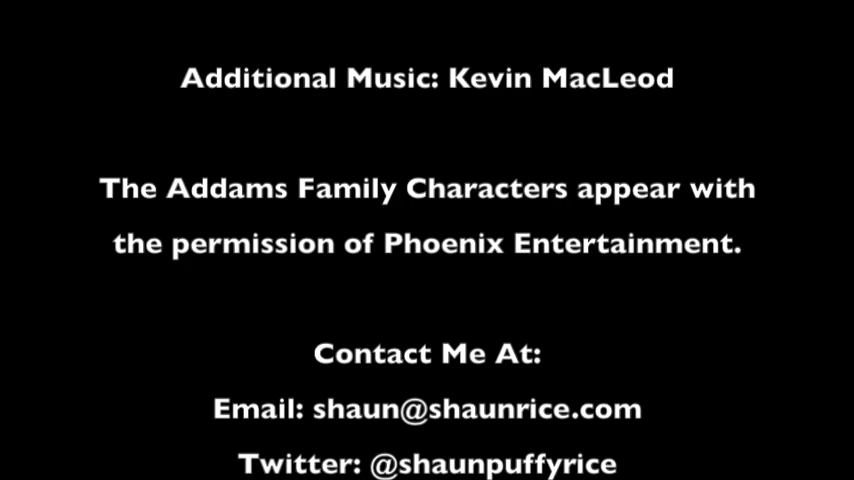 Additional Music: Kevin MacLeod
The Addams Family Characters appear with
the permission of Phoenix Entertainment.
Contact Me At:
Email: shaun@shaunrice.com
Twitter: @shaunpuffyrice